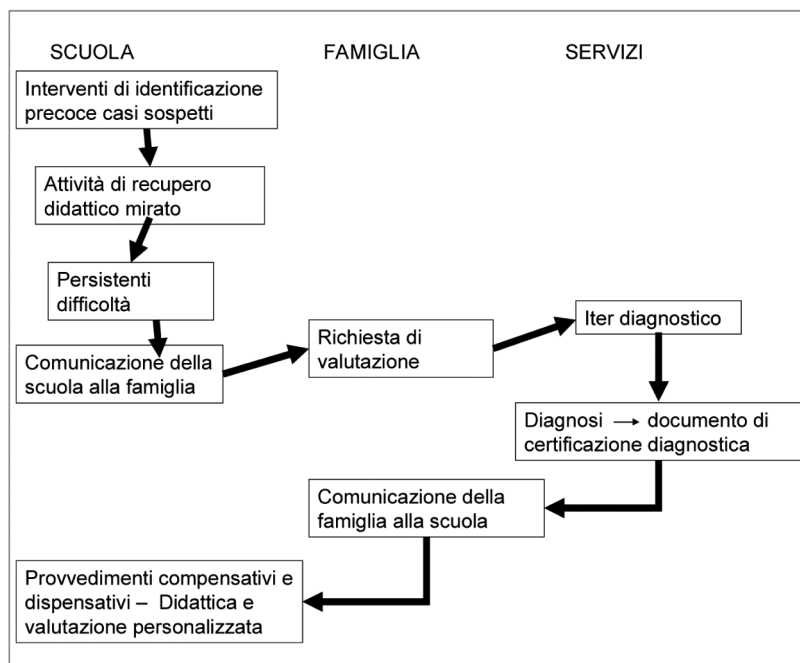 SCUOLA
FAMIGLIA
SERVIZI
Interventi di identificazione
precoce casi sospetti
Attività di recupero
didattico mirato
Persistenti
difficoltà
Comunicazione della
scuola alla famiglia
Richiesta di
valutazione
Iter diagnostico
Diagnosi → documento di
certificazione diagnostica
Comunicazione della
famiglia alla scuola
Provvedimenti compensativi e
dispensativi – Didattica e
valutazione personalizzata